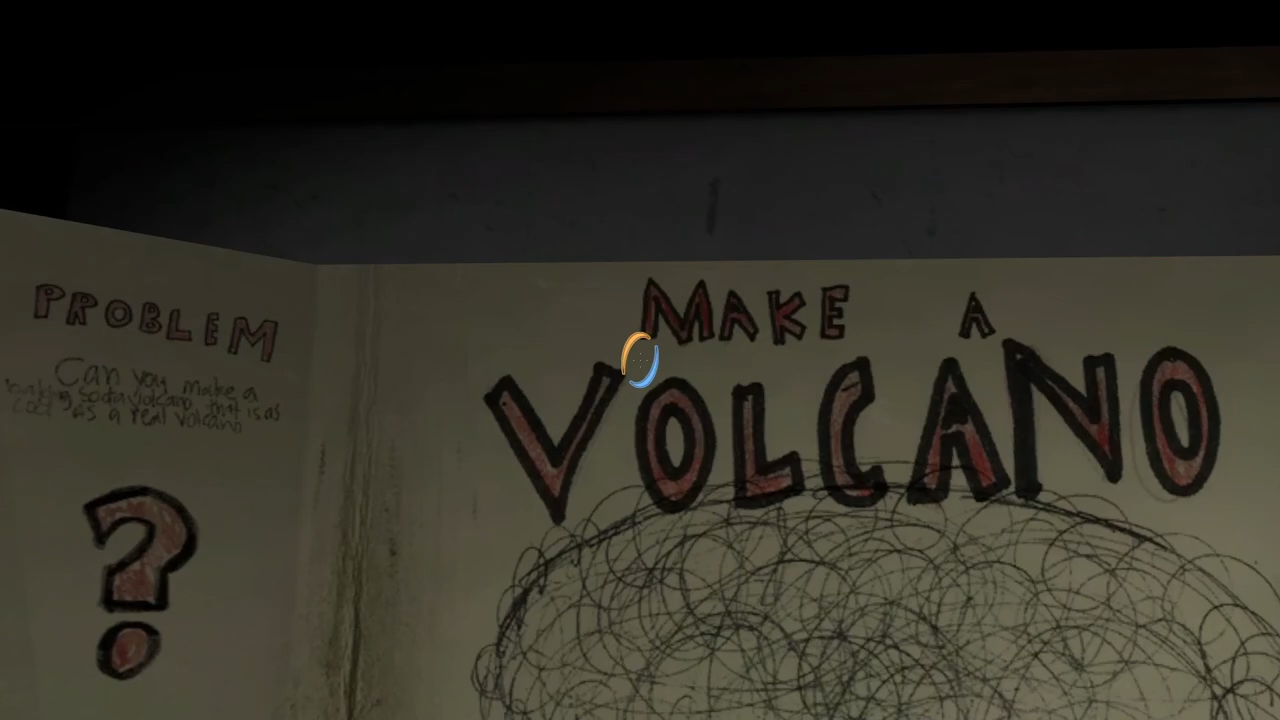 PROBLEM
Can you make a
baking soda volcano that is as
cool as a real volcano
?
MAKE A
VOLCANO